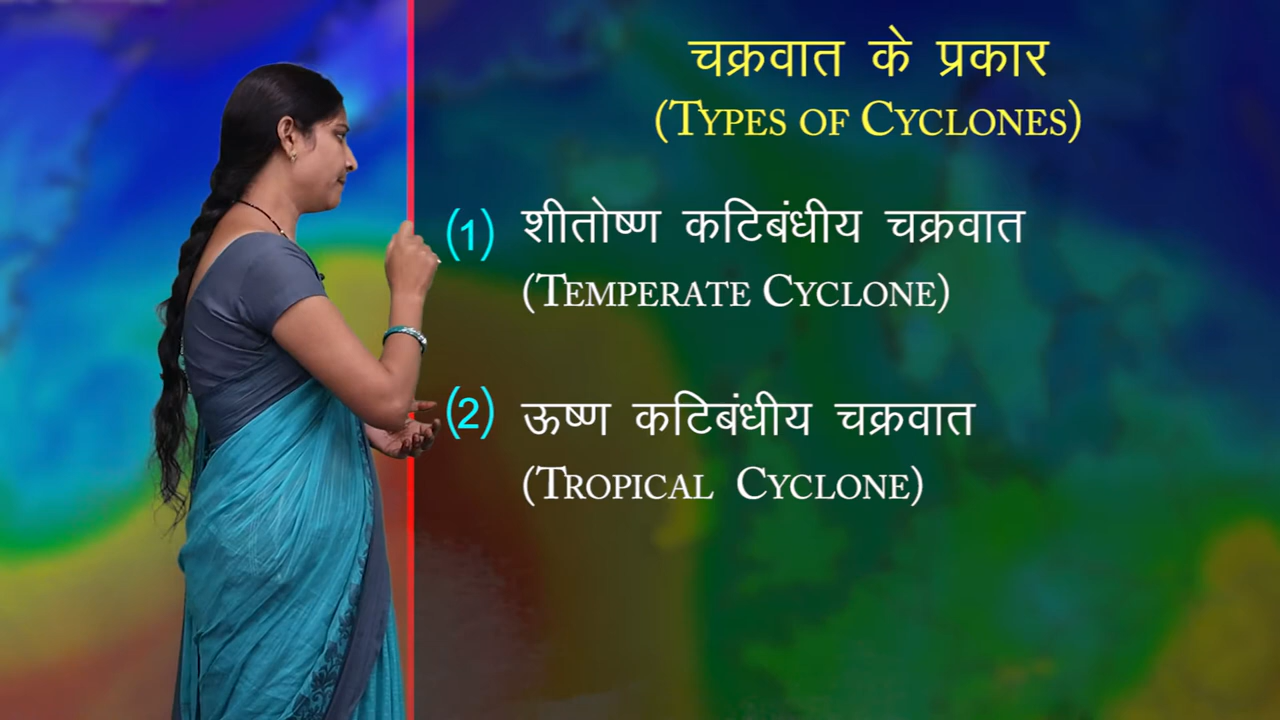 चक्रवात के प्रकार
(TYPES OF CYCLONES)
(1) शीतोष्ण कटिबंधीय चक्रवात
(TEMPERATE CYCLONE)
(2) ऊष्ण कटिबंधीय चक्रवात
(TROPICAL CYCLONE)